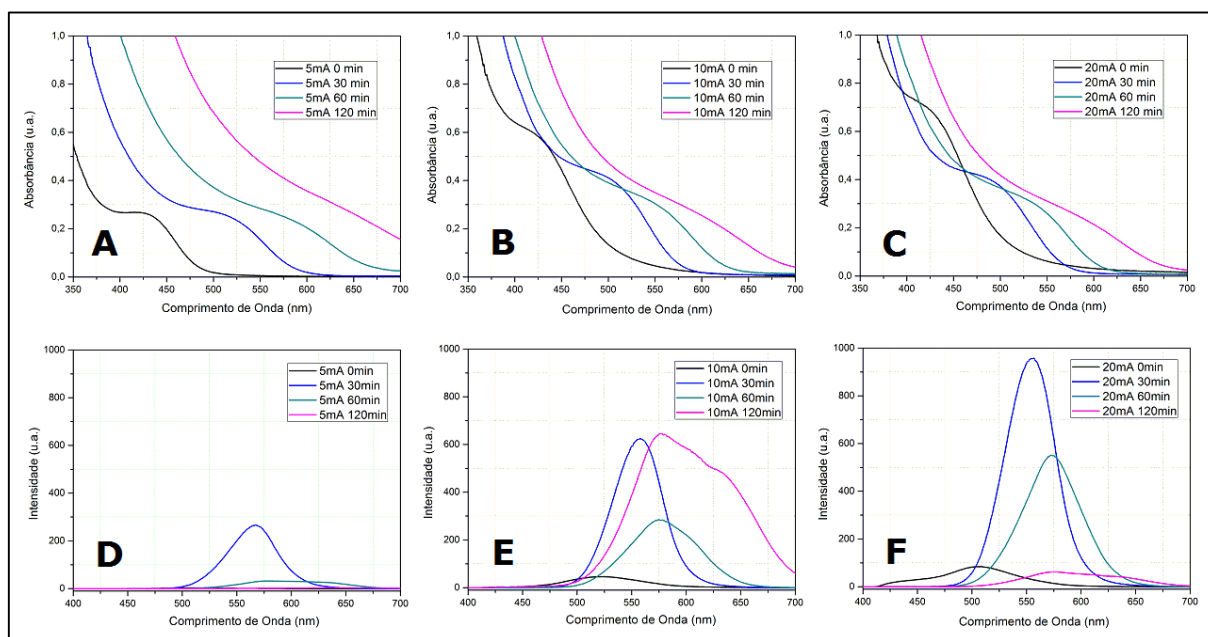 1,0
0,8
0,6
0,4
0,2
0,0
350 400 450 500 550 600 650 700
Absorbância (u.a.)
Comprimento de Onda (nm)
5mA 0 min
5mA 30 min
5mA 60 min
5mA 120 min
A
1,0
0,8
0,6
0,4
0,2
0,0
350 400 450 500 550 600 650 700
Absorbância (u.a.)
Comprimento de Onda (nm)
10mA 0 min
10mA 30 min
10mA 60 min
10mA 120 min
B
1,0
0,8
0,6
0,4
0,2
0,0
350 400 450 500 550 600 650 700
Absorbância (u.a.)
Comprimento de Onda (nm)
20mA 0 min
20mA 30 min
20mA 60 min
20mA 120 min
C
1000
800
600
400
200
0
400 450 500 550 600 650 700
Intensidade (u.a.)
Comprimento de Onda (nm)
5mA 0min
5mA 30min
5mA 60min
5mA 120min
D
1000
800
600
400
200
0
400 450 500 550 600 650 700
Intensidade (u.a.)
Comprimento de Onda (nm)
10mA 0min
10mA 30min
10mA 60min
10mA 120min
E
1000
800
600
400
200
0
400 450 500 550 600 650 700
Intensidade (u.a.)
Comprimento de Onda (nm)
20mA 0min
20mA 30min
20mA 60min
20mA 120min
F